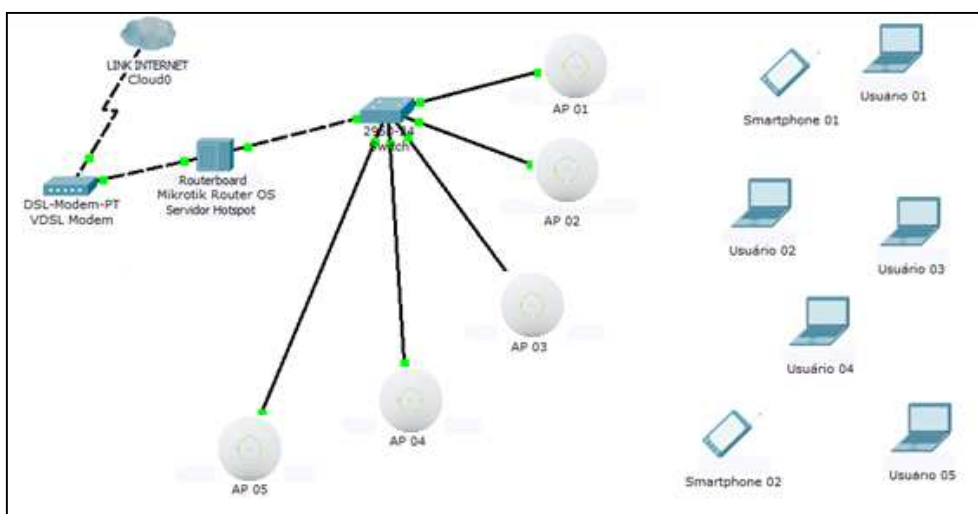 LINK INTERNET
Cloud0
DSL-Modem-PT
VDSL Modem
Routerboard
Mikrotik Router OS
Servidor Hotspot
Switch
AP 01
AP 02
AP 03
AP 04
AP 05
Smartphone 01
Usuário 01
Usuário 02
Usuário 03
Usuário 04
Smartphone 02
Usuário 05